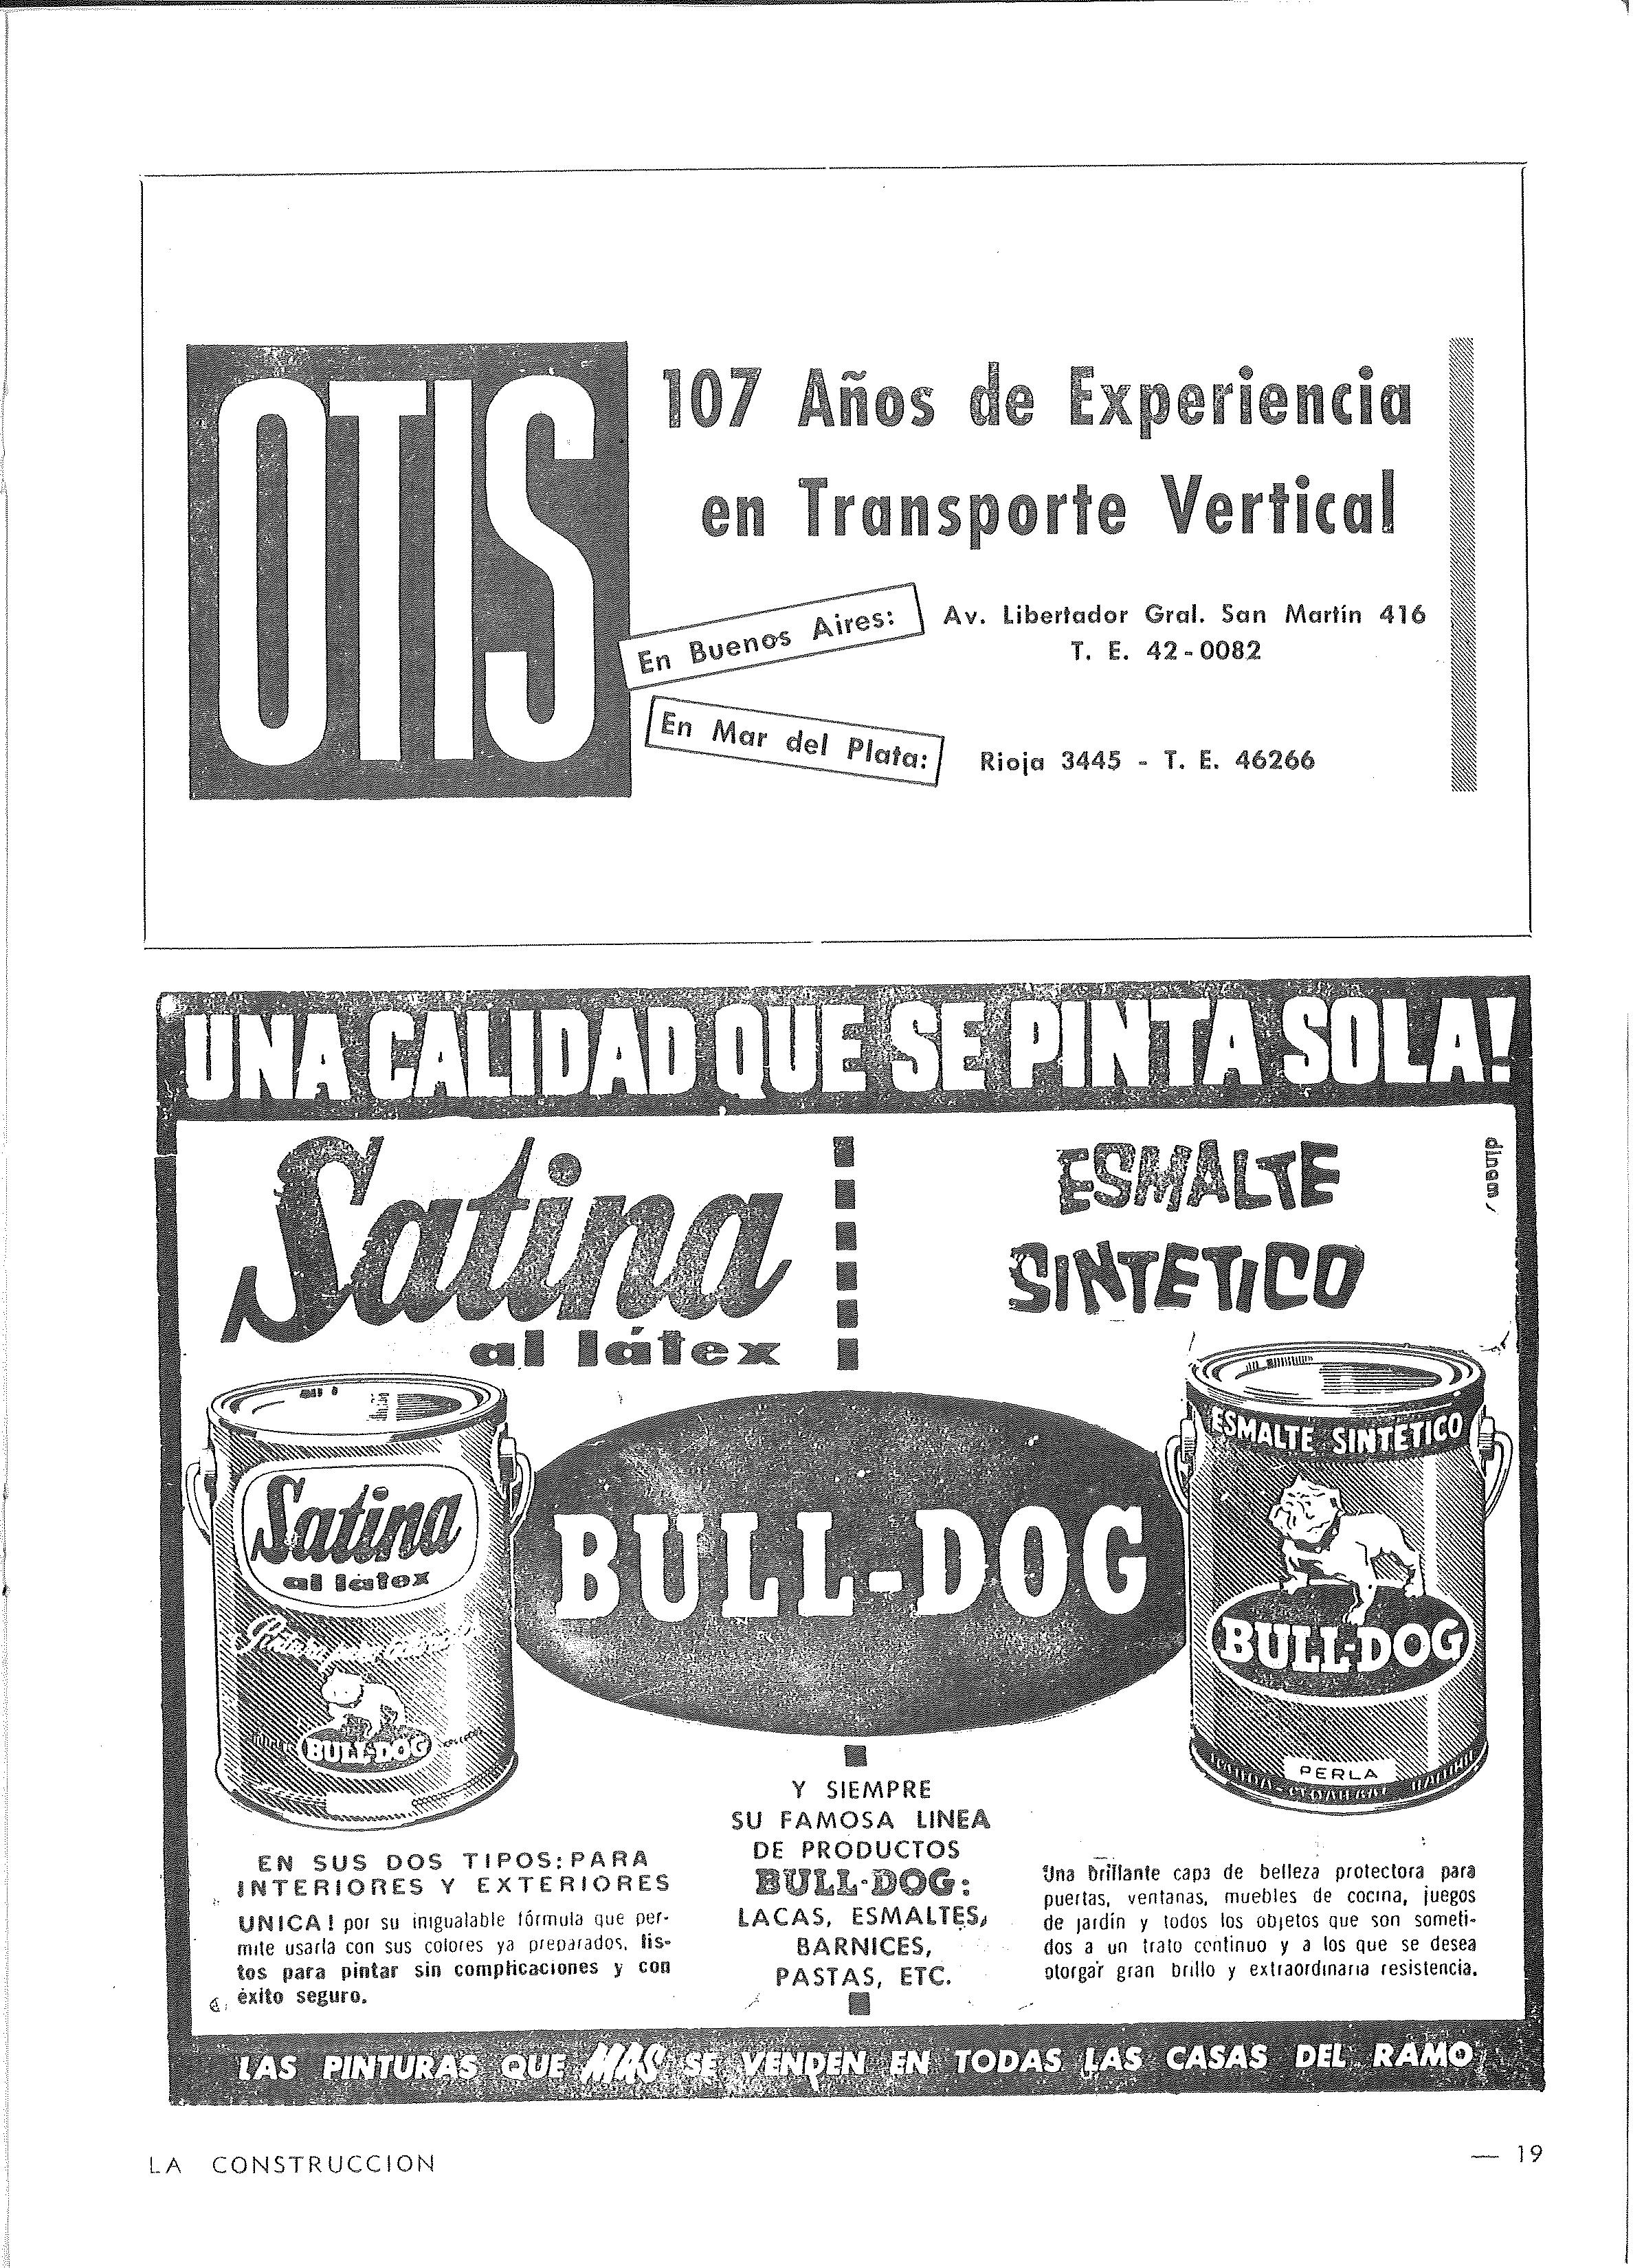 OTIS
107 Años de Experiencia
en Transporte Vertical
En Buenos Aires:
Av. Libertador Gral. San Martín 416
T. E. 42-0082
En Mar del Plata:
Rioja 3445 - T. E. 46266
UNA CALIDAD QUE SE PINTA SOLA!
Satina
al látex
ESMALTE
SINTETICO
dinam
Satina
al latex
BULL-DOG
BULL-DOG
ESMALTE SINTETICO
BULL-DOG
PERLA
EN SUS DOS TIPOS: PARA
INTERIORES Y EXTERIORES
UNICA! por su inigualable fórmula que per-
mite usarla con sus colores ya preparados, lis-
tos para pintar sin complicaciones y con
éxito seguro.
Y SIEMPRE
SU FAMOSA LINEA
DE PRODUCTOS
BULL-DOG:
LACAS, ESMALTES,
BARNICES,
PASTAS, ETC.
Una brillante capa de belleza protectora para
puertas, ventanas, muebles de cocina, juegos
de jardín y todos los objetos que son someti-
dos a un trato continuo y a los que se desea
otorgar gran brillo y extraordinaria resistencia.
LAS PINTURAS QUE MAS SE VENDEN EN TODAS LAS CASAS DEL RAMO
LA CONSTRUCCION
— 19